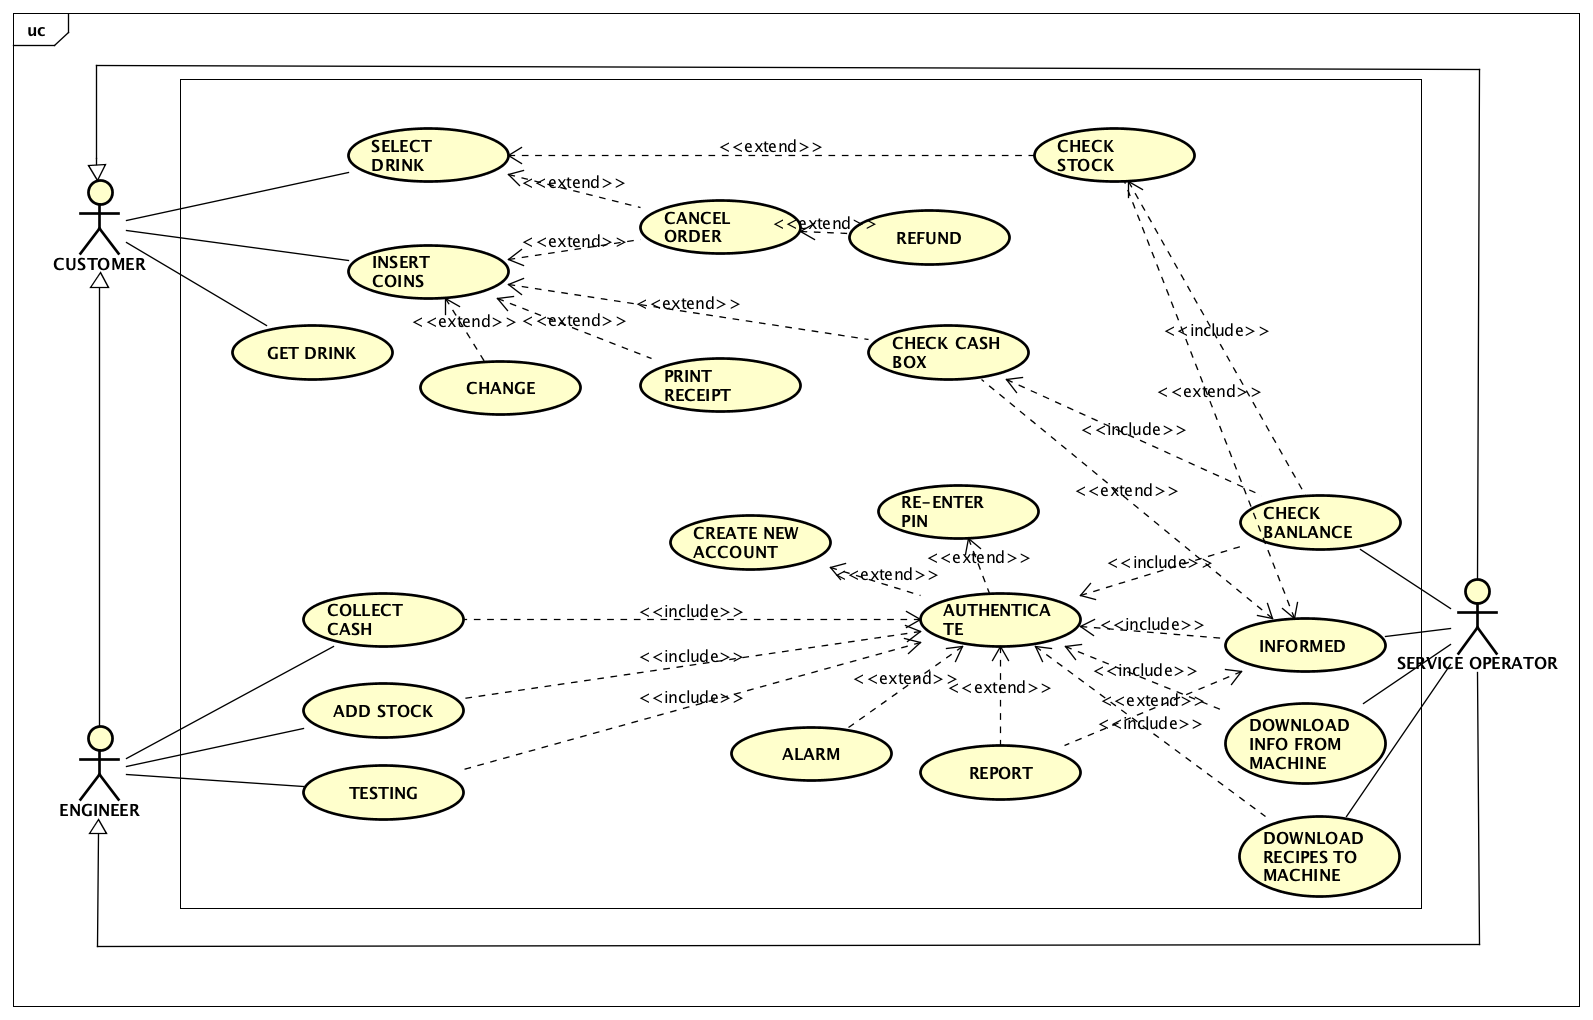 uc
SELECT
DRINK
<<extend>>
CHECK
STOCK
<<extend>>
CANCEL
ORDER
<<extend>>
REFUND
<<extend>>
CUSTOMER
INSERT
COINS
<<extend>>
<<extend>>
<<extend>>
<<include>>
GET DRINK
CHANGE
PRINT
RECEIPT
CHECK CASH
BOX
<<extend>>
<<include>>
<<extend>>
RE-ENTER
PIN
CREATE NEW
ACCOUNT
CHECK
BANLANCE
<<extend>>
<<extend>>
<<include>>
COLLECT
CASH
<<include>>
AUTHENTICA
TE
<<include>>
INFORMED
SERVICE OPERATOR
<<include>>
<<extend>>
<<extend>>
<<include>>
<<include>>
<<extend>>
<<include>>
ADD STOCK
ALARM
REPORT
DOWNLOAD
INFO FROM
MACHINE
TESTING
ENGINEER
DOWNLOAD
RECIPES TO
MACHINE